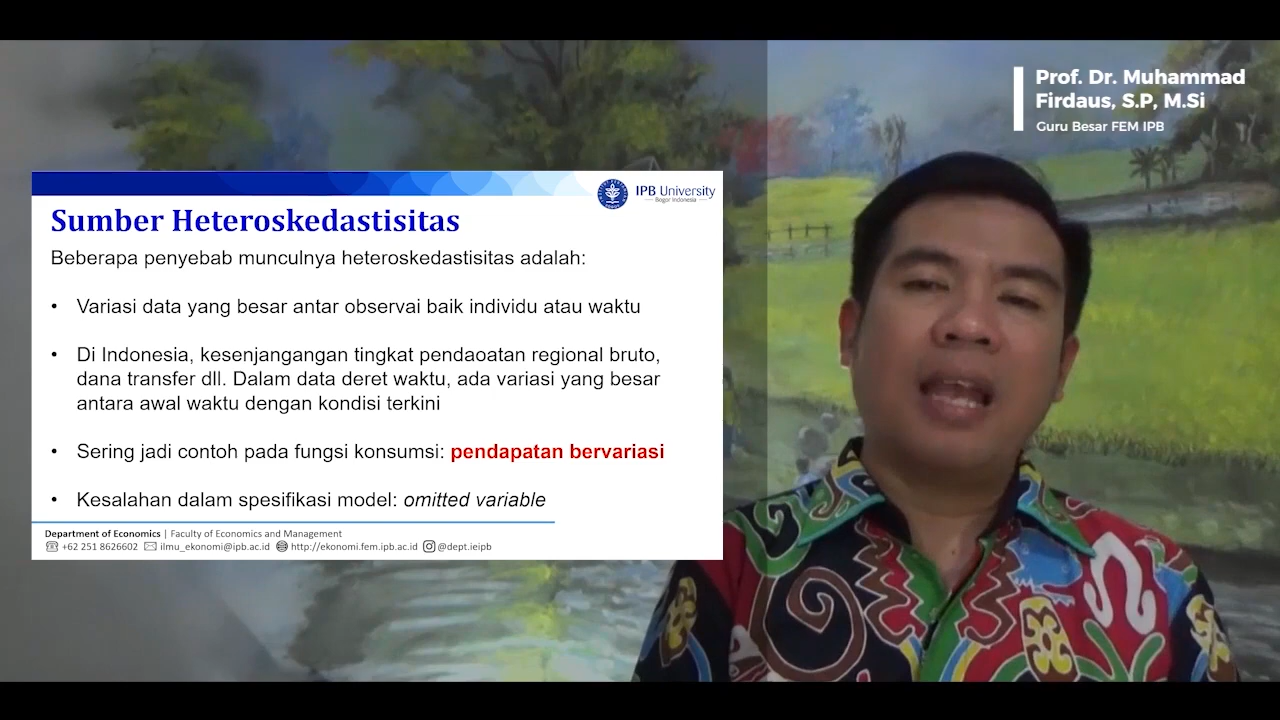 Prof. Dr. Muhammad
Firdaus, S.P, M.Si
Guru Besar FEM IPB
IPB University
Bogor Indonesia
Sumber Heteroskedastisitas
Beberapa penyebab munculnya heteroskedastisitas adalah:
• Variasi data yang besar antar observai baik individu atau waktu
• Di Indonesia, kesenjangangan tingkat pendaoatan regional bruto,
dana transfer dll. Dalam data deret waktu, ada variasi yang besar
antara awal waktu dengan kondisi terkini
• Sering jadi contoh pada fungsi konsumsi: pendapatan bervariasi
• Kesalahan dalam spesifikasi model: omitted variable
Department of Economics | Faculty of Economics and Management
+62 251 8626602 ilmu_ekonomi@ipb.ac.id http://ekonomi.fem.ipb.ac.id @dept.ieipb